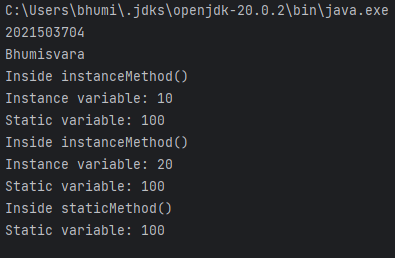 C:\Users\bhumi\.jdks\openjdk-20.0.2\bin\java.exe
2021503704
Bhumisvara
Inside instanceMethod()
Instance variable: 10
Static variable: 100
Inside instanceMethod()
Instance variable: 20
Static variable: 100
Inside staticMethod()
Static variable: 100